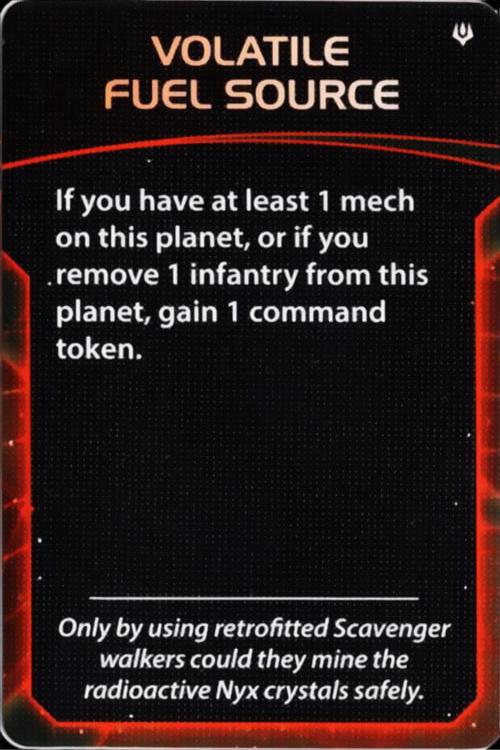 VOLATILE
FUEL SOURCE
If you have at least 1 mech
on this planet, or if you
remove 1 infantry from this
planet, gain 1 command
token.
Only by using retrofitted Scavenger
walkers could they mine the
radioactive Nyx crystals safely.